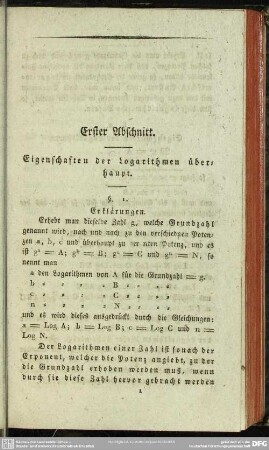 Erster Abschnitt.
Eigenschaften der Logarithmen über-
haupt.
§. 1.
Erklärungen.
Erhebt man dieselbe Zahl g, welche Grundzahl
genannt wird, nach und nach zu den verschiednen Poten-
zen a, b, c und überhaupt zu der nten Potenz, und es
ist gᵃ = A; gᵇ = B; gᶜ = C und gⁿ = N, so
nennt man
a den Logarithmen von A für die Grundzahl = g.
b = = = B = = =
c = = = C = = =
n = = = N = = =
und es wird dieses ausgedrückt durch die Gleichungen:
a = Log A; b = Log B; c = Log C und n =
Log N.
Der Logarithmen einer Zahl ist sonach der
Exponent, welcher die Potenz angiebt, zu der
die Grundzahl erhoben werden muß, wenn
durch sie diese Zahl hervor gebracht werden
1